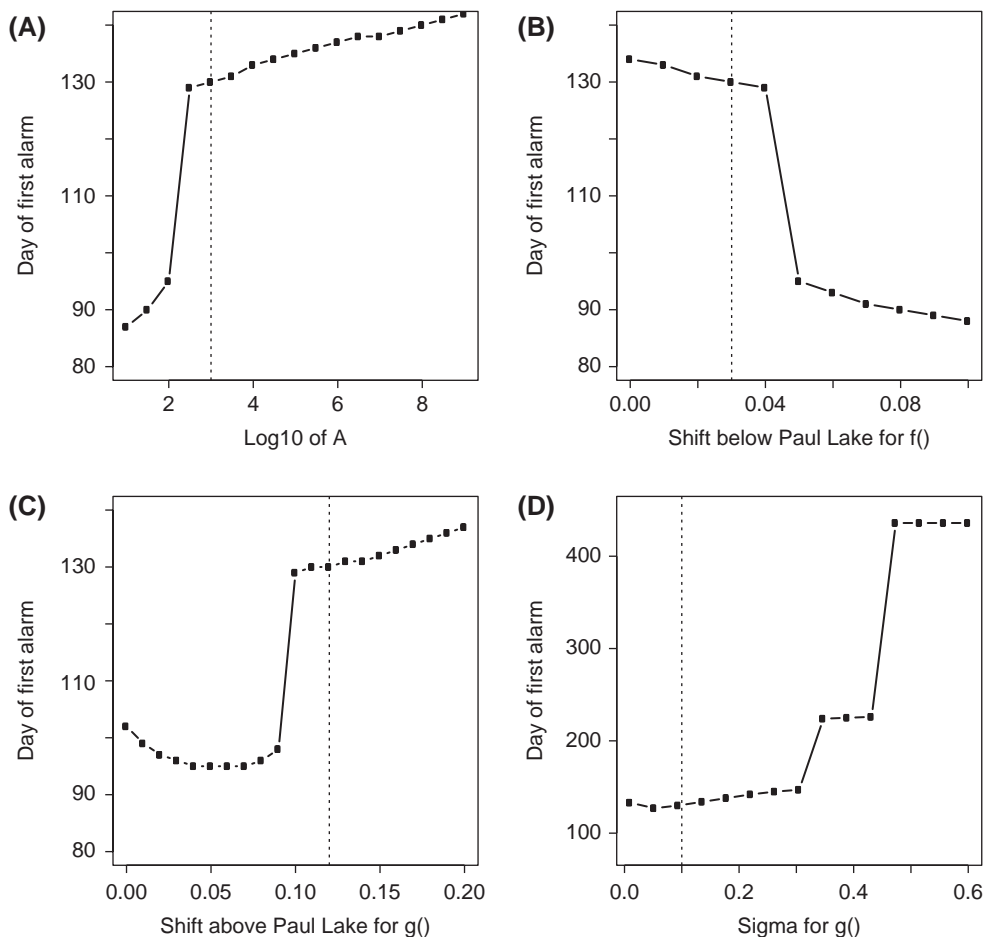 (A)
Day of first alarm
130
110
90
80
2 4 6 8
Log10 of A
(B)
Day of first alarm
130
110
90
80
0.00 0.04 0.08
Shift below Paul Lake for f()
(C)
Day of first alarm
130
110
90
80
0.00 0.05 0.10 0.15 0.20
Shift above Paul Lake for g()
(D)
Day of first alarm
400
300
200
100
0.0 0.2 0.4 0.6
Sigma for g()